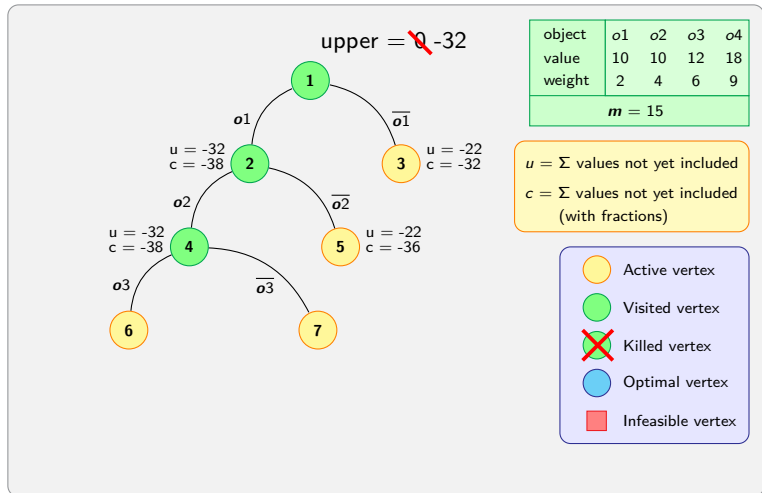 upper = 0 -32
object o1 o2 o3 o4
value 10 10 12 18
weight 2 4 6 9
m = 15
1
o1
o1̅
u = -32
c = -38
2
3
u = -22
c = -32
u = Σ values not yet included
c = Σ values not yet included
(with fractions)
o2
o2̅
u = -32
c = -38
4
5
u = -22
c = -36
o3
o3̅
6
7
Active vertex
Visited vertex
Killed vertex
Optimal vertex
Infeasible vertex